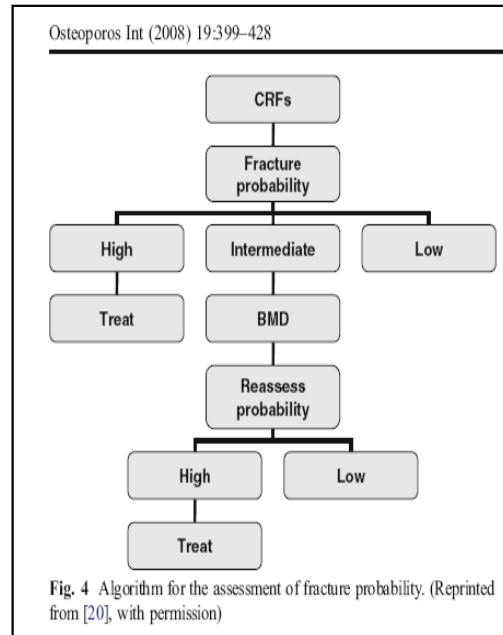 Osteoporos Int (2008) 19:399–428
CRFs
Fracture
probability
High
Intermediate
Low
Treat
BMD
Reassess
probability
High
Low
Treat
Fig. 4 Algorithm for the assessment of fracture probability. (Reprinted
from [20], with permission)